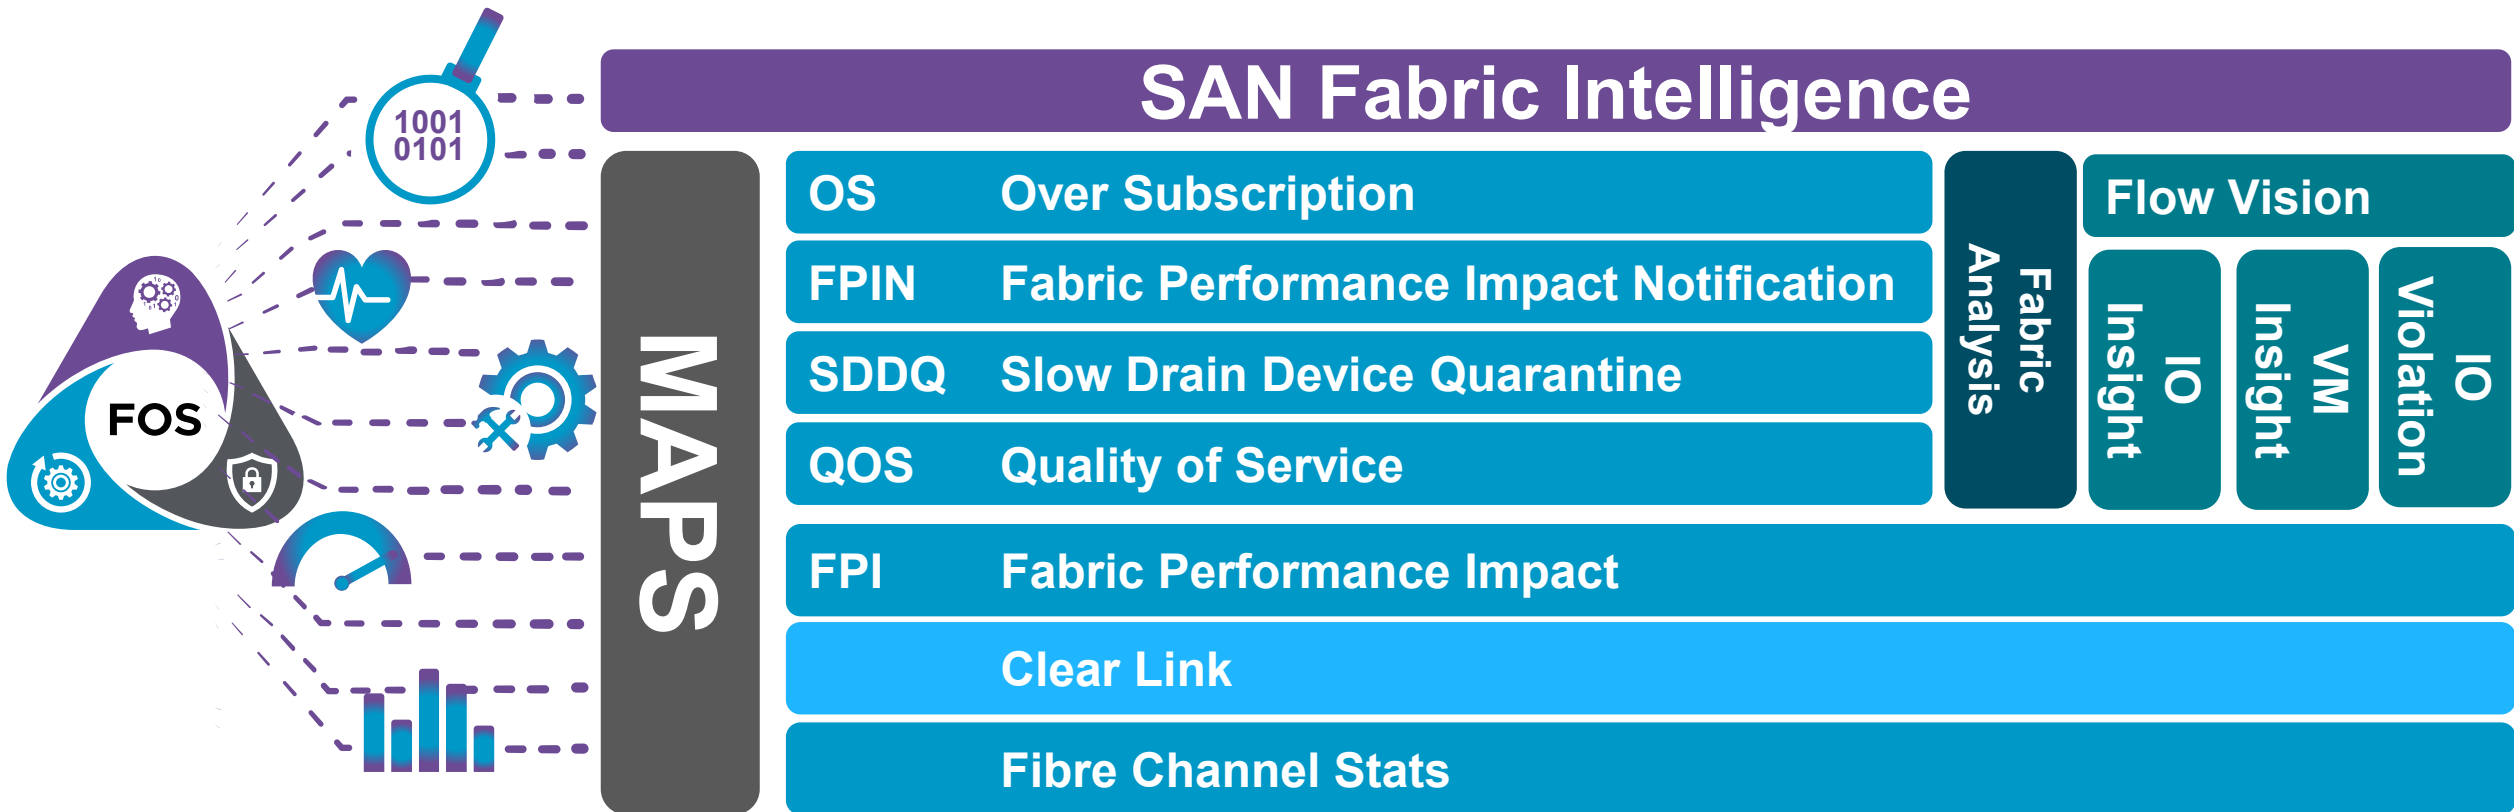 1001
0101
SAN Fabric Intelligence
FOS
MAPS
OS Over Subscription
FPIN Fabric Performance Impact Notification
SDDQ Slow Drain Device Quarantine
QOS Quality of Service
Fabric
Analysis
Flow Vision
IO
Insight
VM
Insight
IO
Violation
FPI Fabric Performance Impact
Clear Link
Fibre Channel Stats